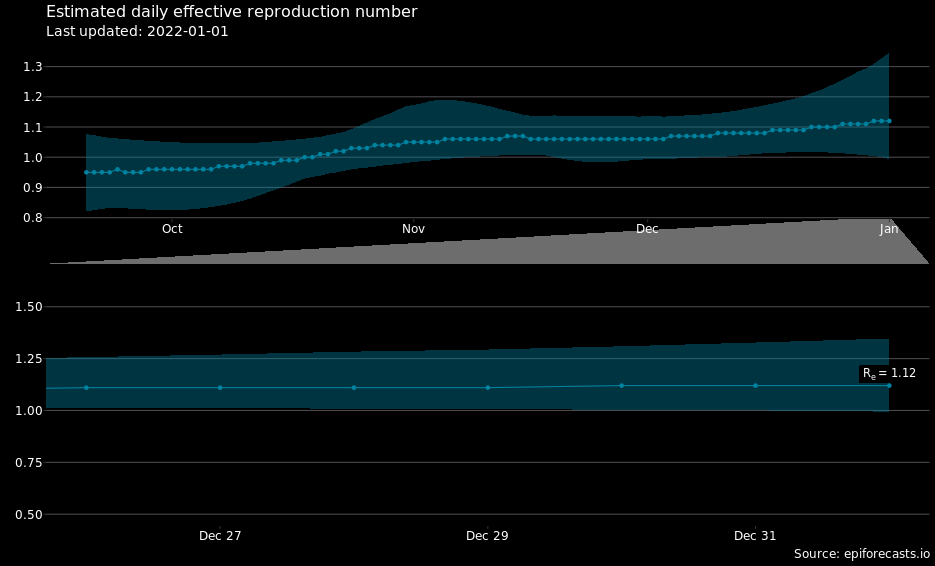 Estimated daily effective reproduction number
Last updated: 2022-01-01
1.3
1.2
1.1
1.0
0.9
0.8
Oct Nov Dec Jan
1.50
1.25
Re = 1.12
1.00
0.75
0.50
Dec 27 Dec 29 Dec 31
Source: epiforecasts.io